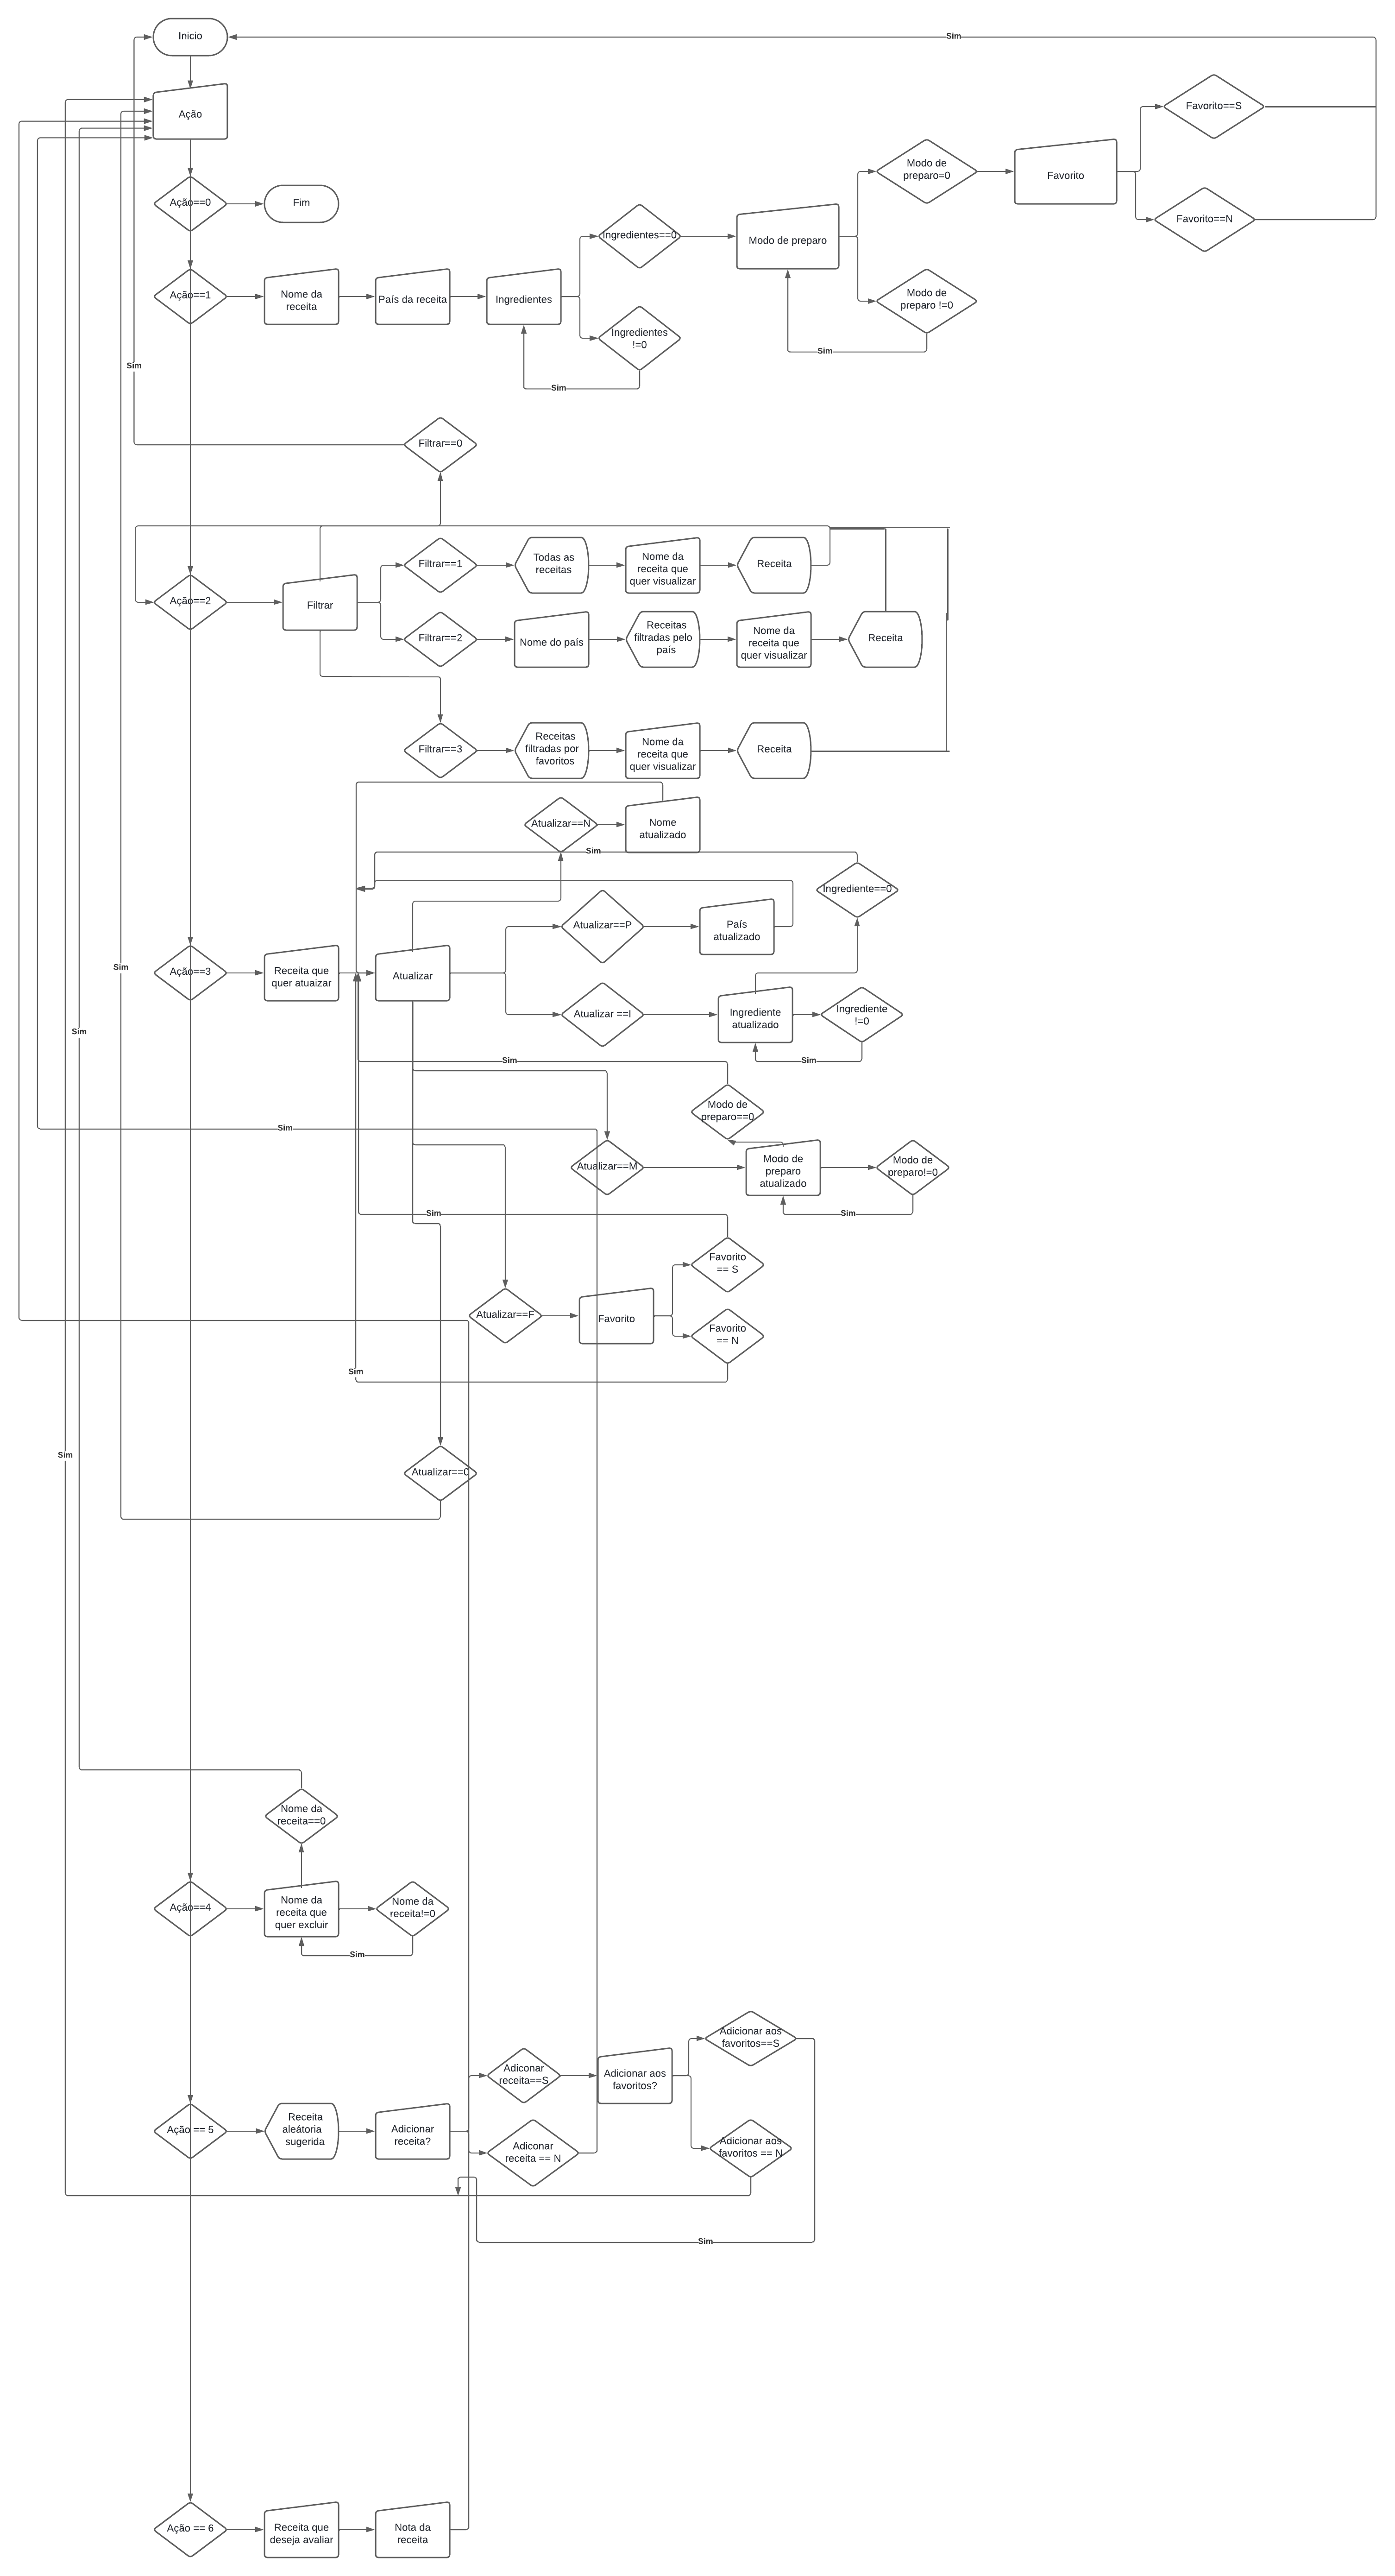 Inicio
Sim
Ação
Favorito==S
Modo de
preparo=0
Favorito
Favorito==N
Ação==0
Fim
Ingredientes==0
Modo de preparo
Modo de
preparo !=0
Ação==1
Nome da
receita
País da receita
Ingredientes
Ingredientes
!=0
Sim
Sim
Sim
Filtrar==0
Filtrar==1
Todas as
receitas
Nome da
receita que
quer visualizar
Receita
Ação==2
Filtrar
Filtrar==2
Nome do país
Receitas
filtradas pelo
país
Nome da
receita que
quer visualizar
Receita
Filtrar==3
Receitas
filtradas por
favoritos
Nome da
receita que
quer visualizar
Receita
Atualizar==N
Nome
atualizado
Sim
Ingrediente==0
Atualizar==P
País
atualizado
Sim
Ação==3
Receita que
quer atuaizar
Atualizar
Atualizar ==I
Ingrediente
atualizado
Ingrediente
!=0
Sim
Sim
Sim
Modo de
preparo==0
Sim
Atualizar==M
Modo de
preparo
atualizado
Modo de
preparo!=0
Sim
Sim
Favorito
== S
Atualizar==F
Favorito
Favorito
== N
Sim
Sim
Atualizar==0
Nome da
receita==0
Ação==4
Nome da
receita que
quer excluir
Nome da
receita!=0
Sim
Adicionar aos
favoritos==S
Adiconar
receita==S
Adicionar aos
favoritos?
Ação == 5
Receita
aleátoria
sugerida
Adicionar
receita?
Adiconar
receita == N
Adicionar aos
favoritos == N
Sim
Ação == 6
Receita que
deseja avaliar
Nota da
receita